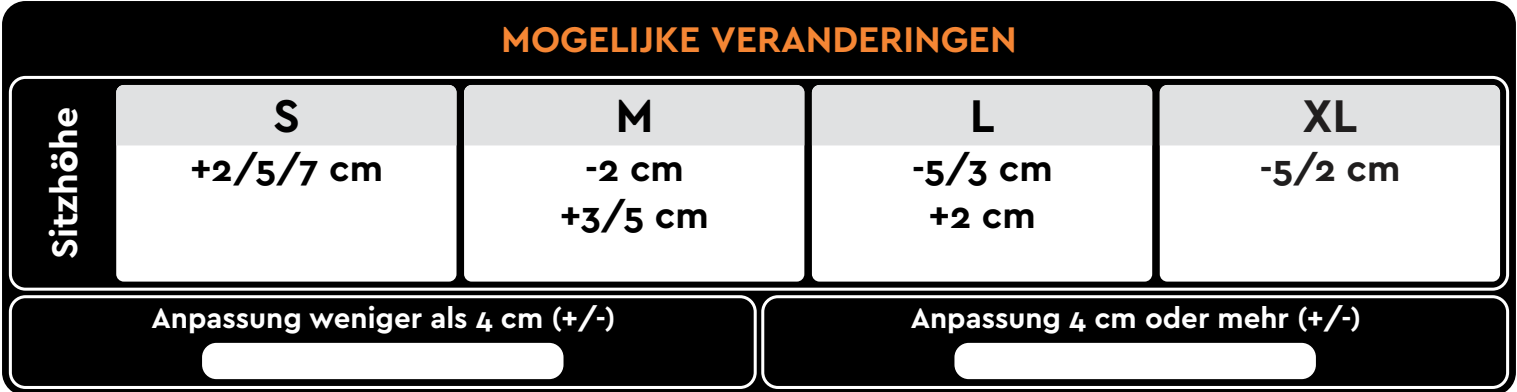 MOGELIJKE VERANDERINGEN
Sitzhöhe
S M L XL
+2/5/7 cm -2 cm -5/3 cm -5/2 cm
+3/5 cm +2 cm
Anpassung weniger als 4 cm (+/-) Anpassung 4 cm oder mehr (+/-)